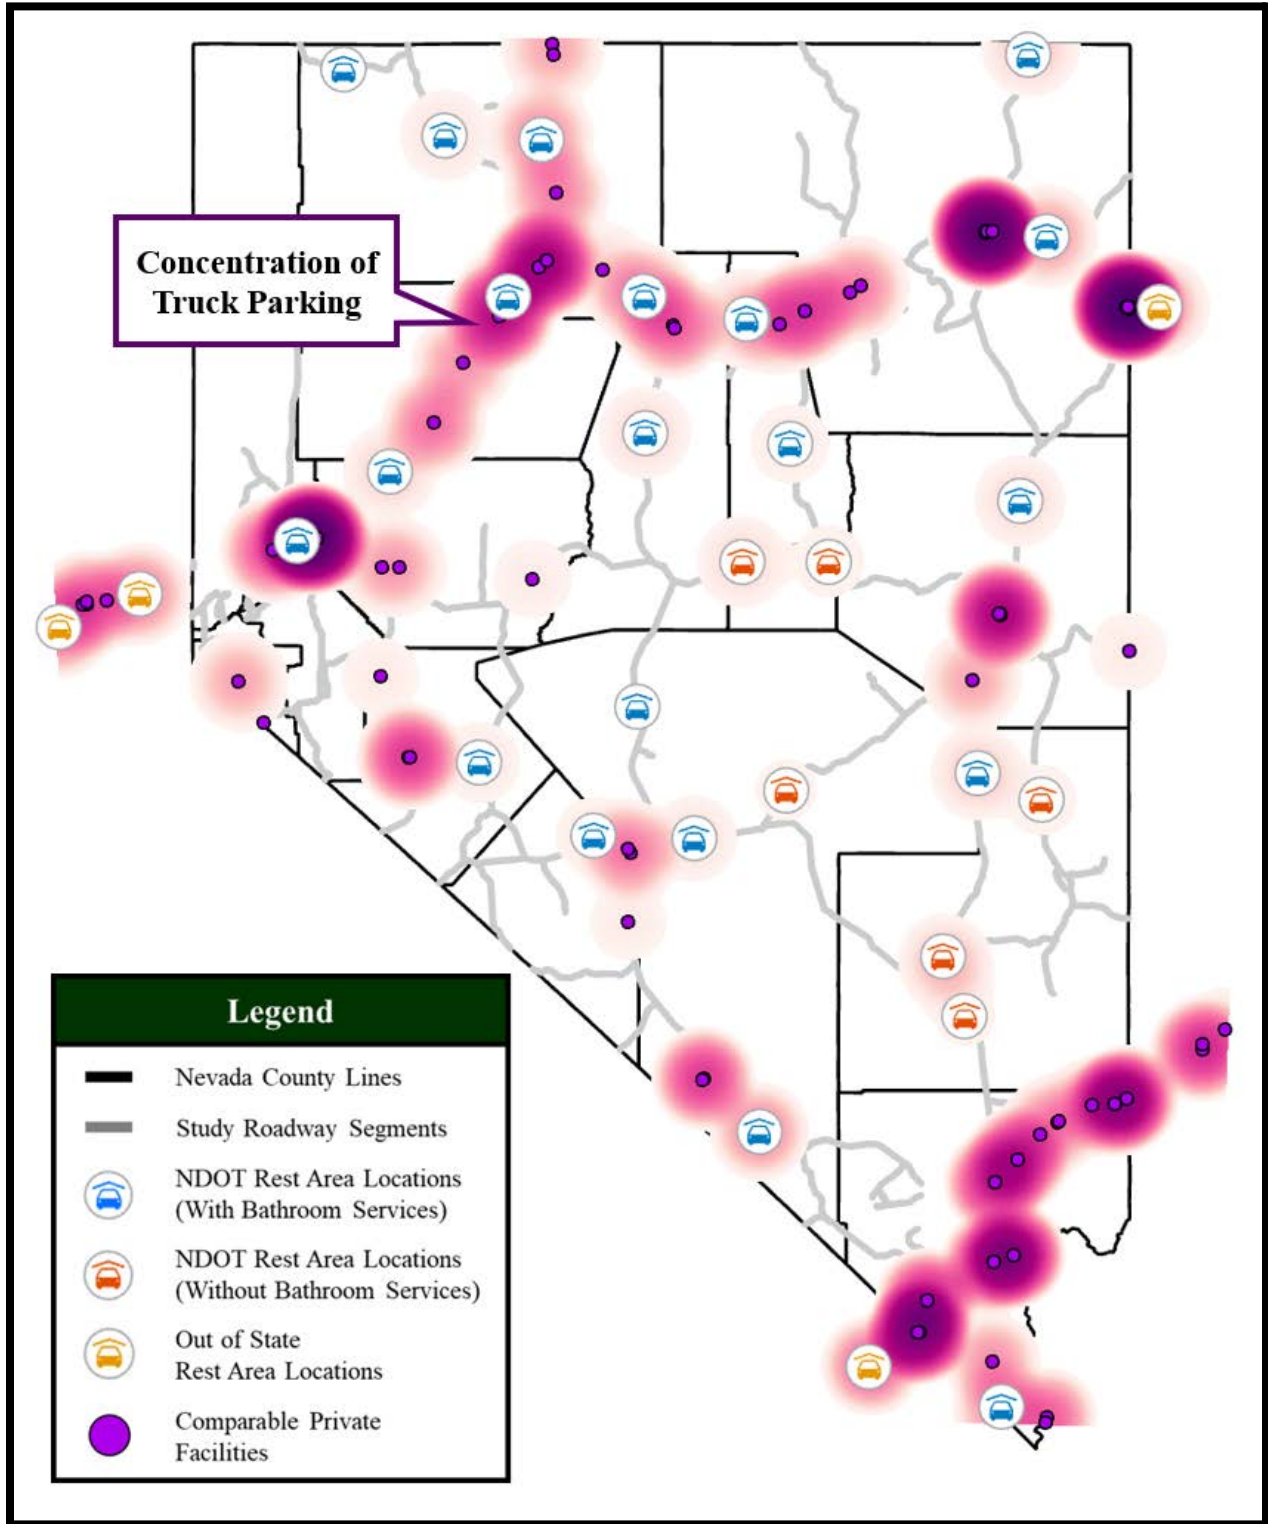 Concentration of
Truck Parking
Legend
Nevada County Lines
Study Roadway Segments
NDOT Rest Area Locations
(With Bathroom Services)
NDOT Rest Area Locations
(Without Bathroom Services)
Out of State
Rest Area Locations
Comparable Private
Facilities